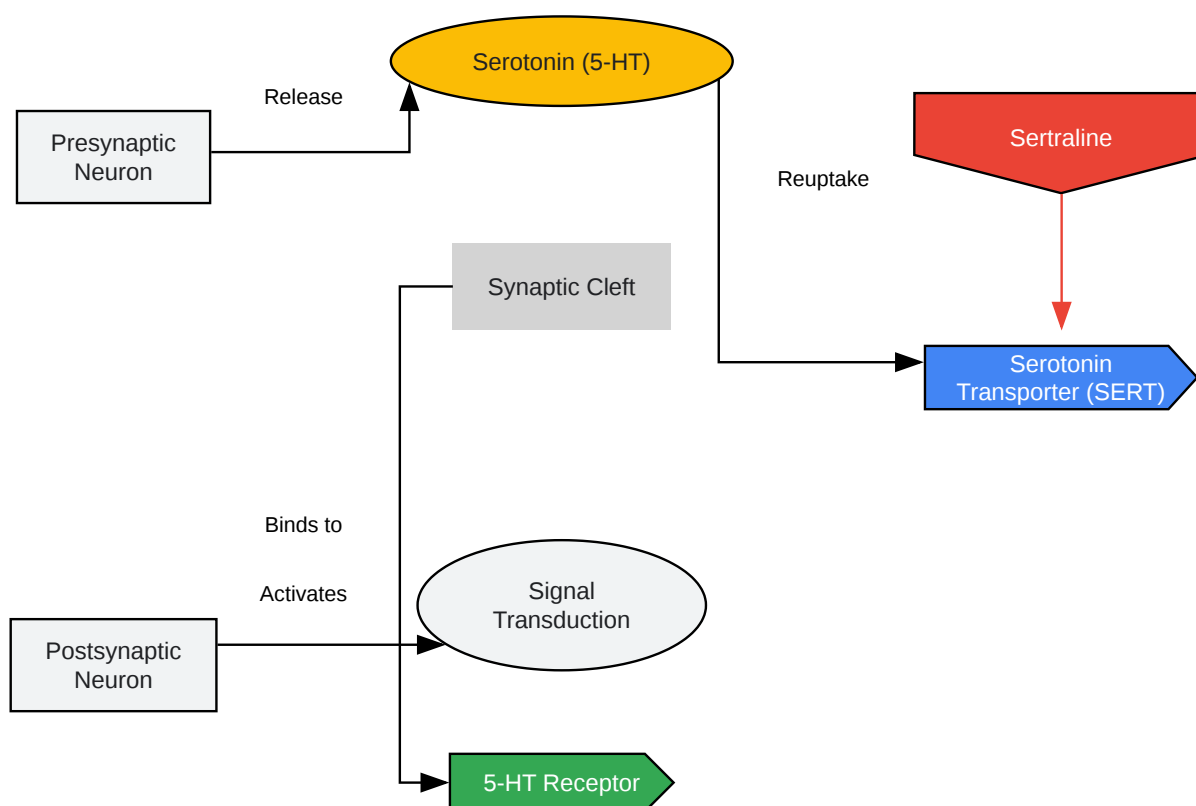 Serotonin (5-HT)
Release
Presynaptic
Neuron
Sertraline
Reuptake
Synaptic Cleft
Serotonin
Transporter (SERT)
Binds to
Activates
Signal
Transduction
Postsynaptic
Neuron
5-HT Receptor